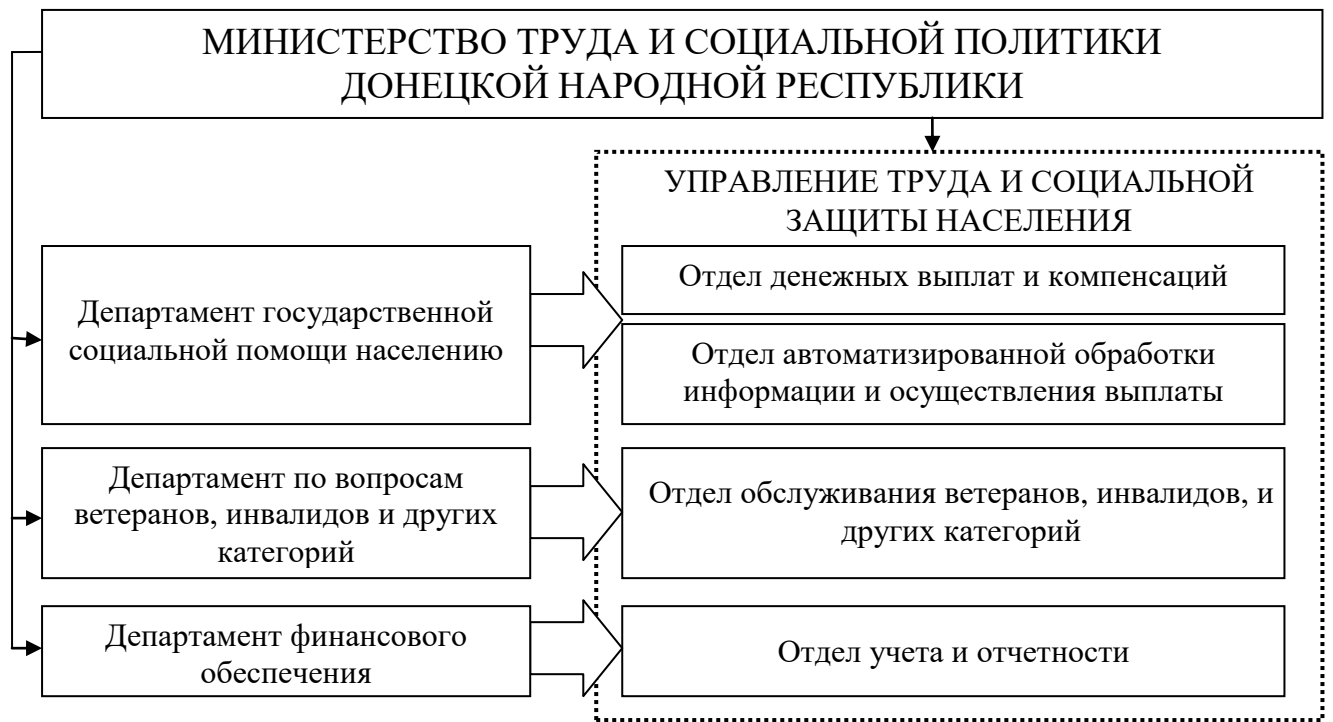 МИНИСТЕРСТВО ТРУДА И СОЦИАЛЬНОЙ ПОЛИТИКИ
ДОНЕЦКОЙ НАРОДНОЙ РЕСПУБЛИКИ
УПРАВЛЕНИЕ ТРУДА И СОЦИАЛЬНОЙ
ЗАЩИТЫ НАСЕЛЕНИЯ
Департамент государственной
социальной помощи населению
Отдел денежных выплат и компенсаций
Отдел автоматизированной обработки
информации и осуществления выплаты
Департамент по вопросам
ветеранов, инвалидов и других
категорий
Отдел обслуживания ветеранов, инвалидов, и
других категорий
Департамент финансового
обеспечения
Отдел учета и отчетности